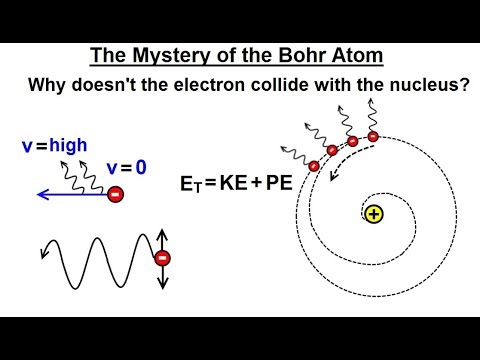 The Mystery of the Bohr Atom
Why doesn't the electron collide with the nucleus?
v = high
v = 0
E_T = KE + PE